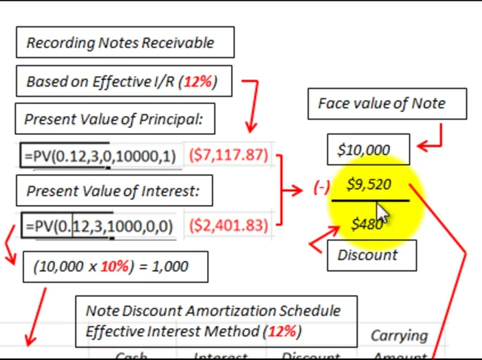 Recording Notes Receivable
Based on Effective I/R (12%)
Face value of Note
Present Value of Principal:
=PV(0.12,3,0,10000,1) ($7,117.87)
$10,000
Present Value of Interest:
(-) $9,520
=PV(0.12,3,1000,0,0) ($2,401.83)
$480
Discount
(10,000 x 10%) = 1,000
Note Discount Amortization Schedule
Effective Interest Method (12%)
Carrying
Cash Interest Discount Amount